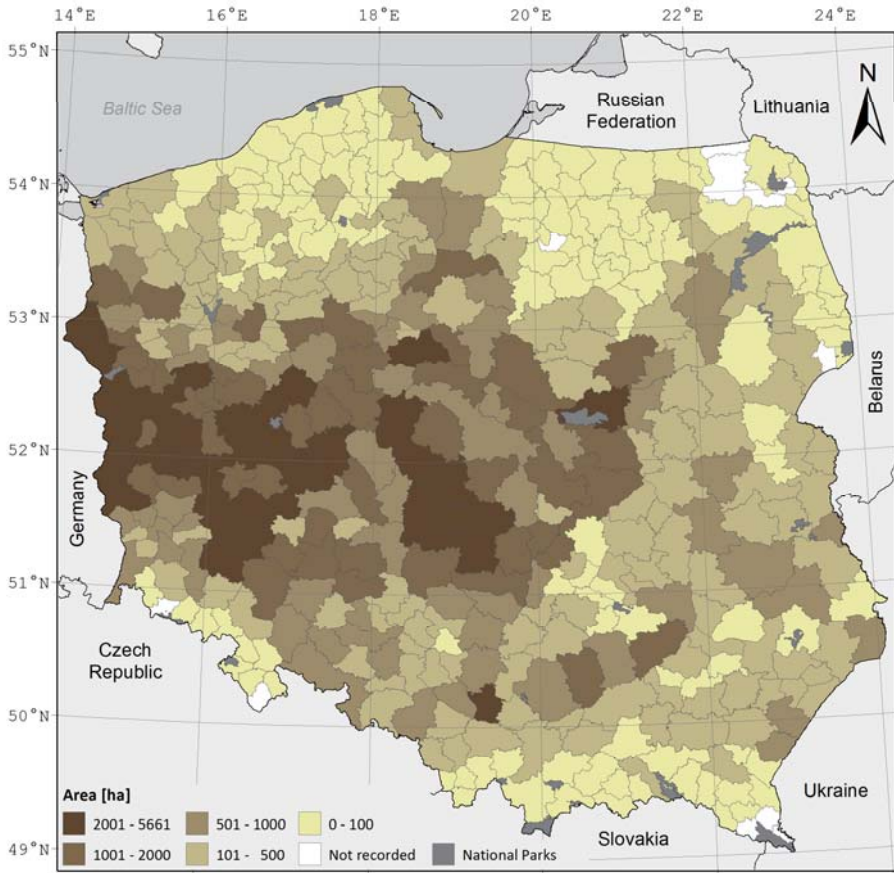 14°E 16°E 18°E 20°E 22°E 24°E
55°N
N
Baltic Sea
Russian
Federation
Lithuania
54°N
53°N
Belarus
52°N
Germany
51°N
Czech
Republic
50°N
Ukraine
Slovakia
49°N
Area [ha]
2001 - 5661 501 - 1000 0 - 100
1001 - 2000 101 - 500 Not recorded National Parks